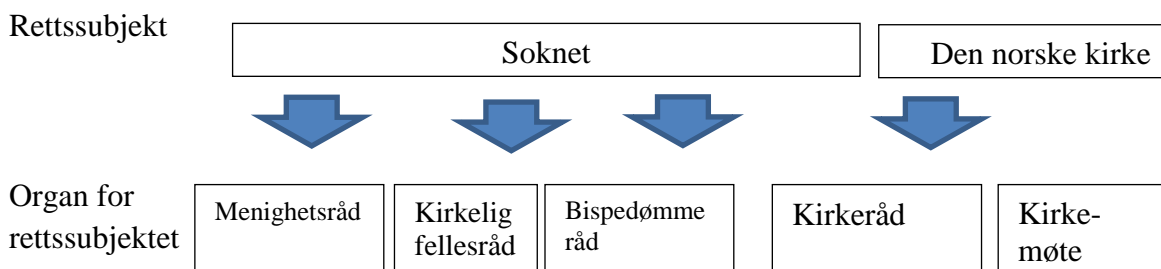 Rettssubjekt
Soknet
Den norske kirke
Organ for
rettssubjektet
Menighetsråd
Kirkelig
fellesråd
Bispedømme
råd
Kirkeråd
Kirke-
møte